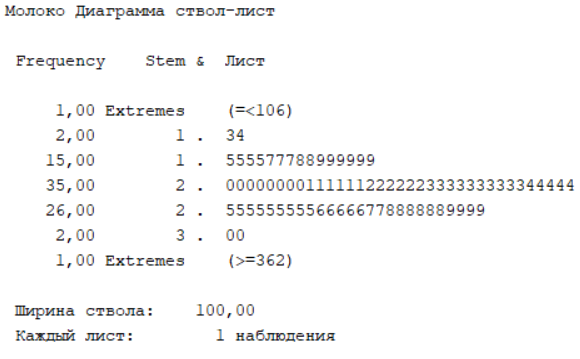 Молоко Диаграмма ствол-лист
Frequency Stem & Лист
1,00 Extremes (=<106)
2,00 1 . 34
15,00 1 . 555577788999999
35,00 2 . 00000000111111222222333333333344444
26,00 2 . 55555555566666778888889999
2,00 3 . 00
1,00 Extremes (>=362)
Ширина ствола: 100,00
Каждый лист: 1 наблюдения